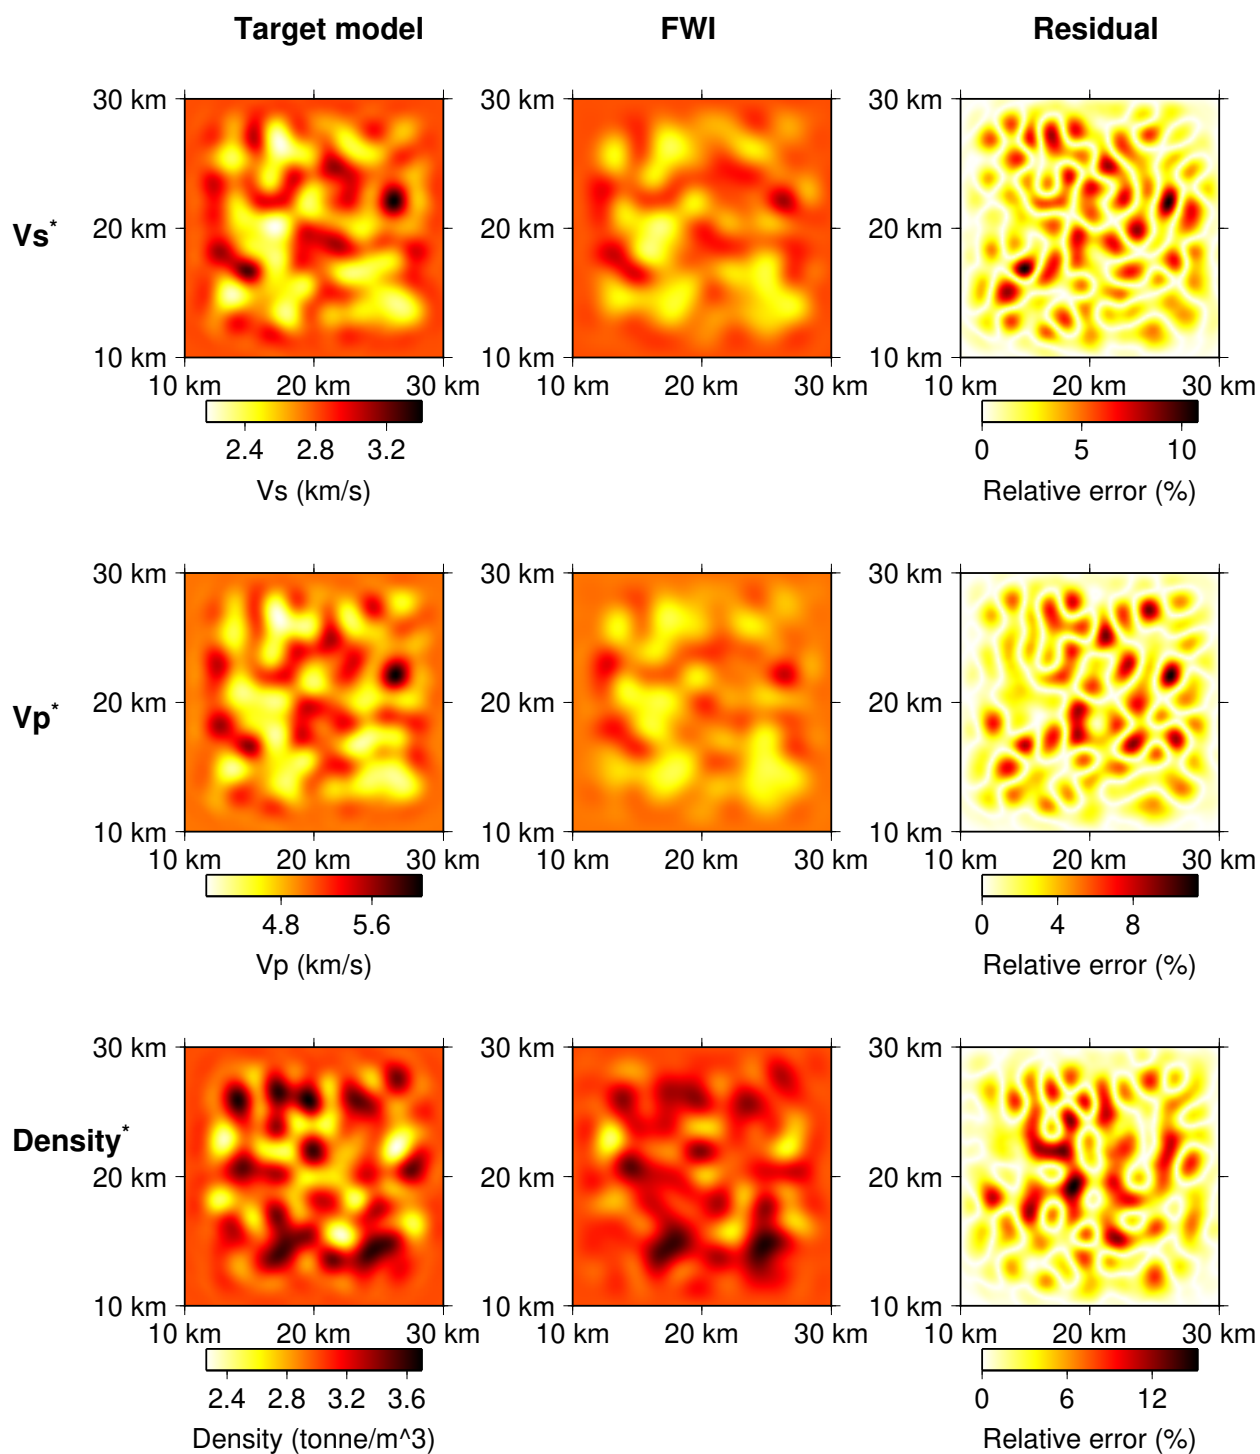 Target model FWI Residual
30 km 30 km 30 km
Vs* 20 km 20 km 20 km
10 km 10 km 10 km
10 km 20 km 30 km 10 km 20 km 30 km 10 km 20 km 30 km
2.4 2.8 3.2 0 5 10
Vs (km/s) Relative error (%)
30 km 30 km 30 km
Vp* 20 km 20 km 20 km
10 km 10 km 10 km
10 km 20 km 30 km 10 km 20 km 30 km 10 km 20 km 30 km
4.8 5.6 0 4 8
Vp (km/s) Relative error (%)
30 km 30 km 30 km
Density* 20 km 20 km 20 km
10 km 10 km 10 km
10 km 20 km 30 km 10 km 20 km 30 km 10 km 20 km 30 km
2.4 2.8 3.2 3.6 0 6 12
Density (tonne/m^3) Relative error (%)